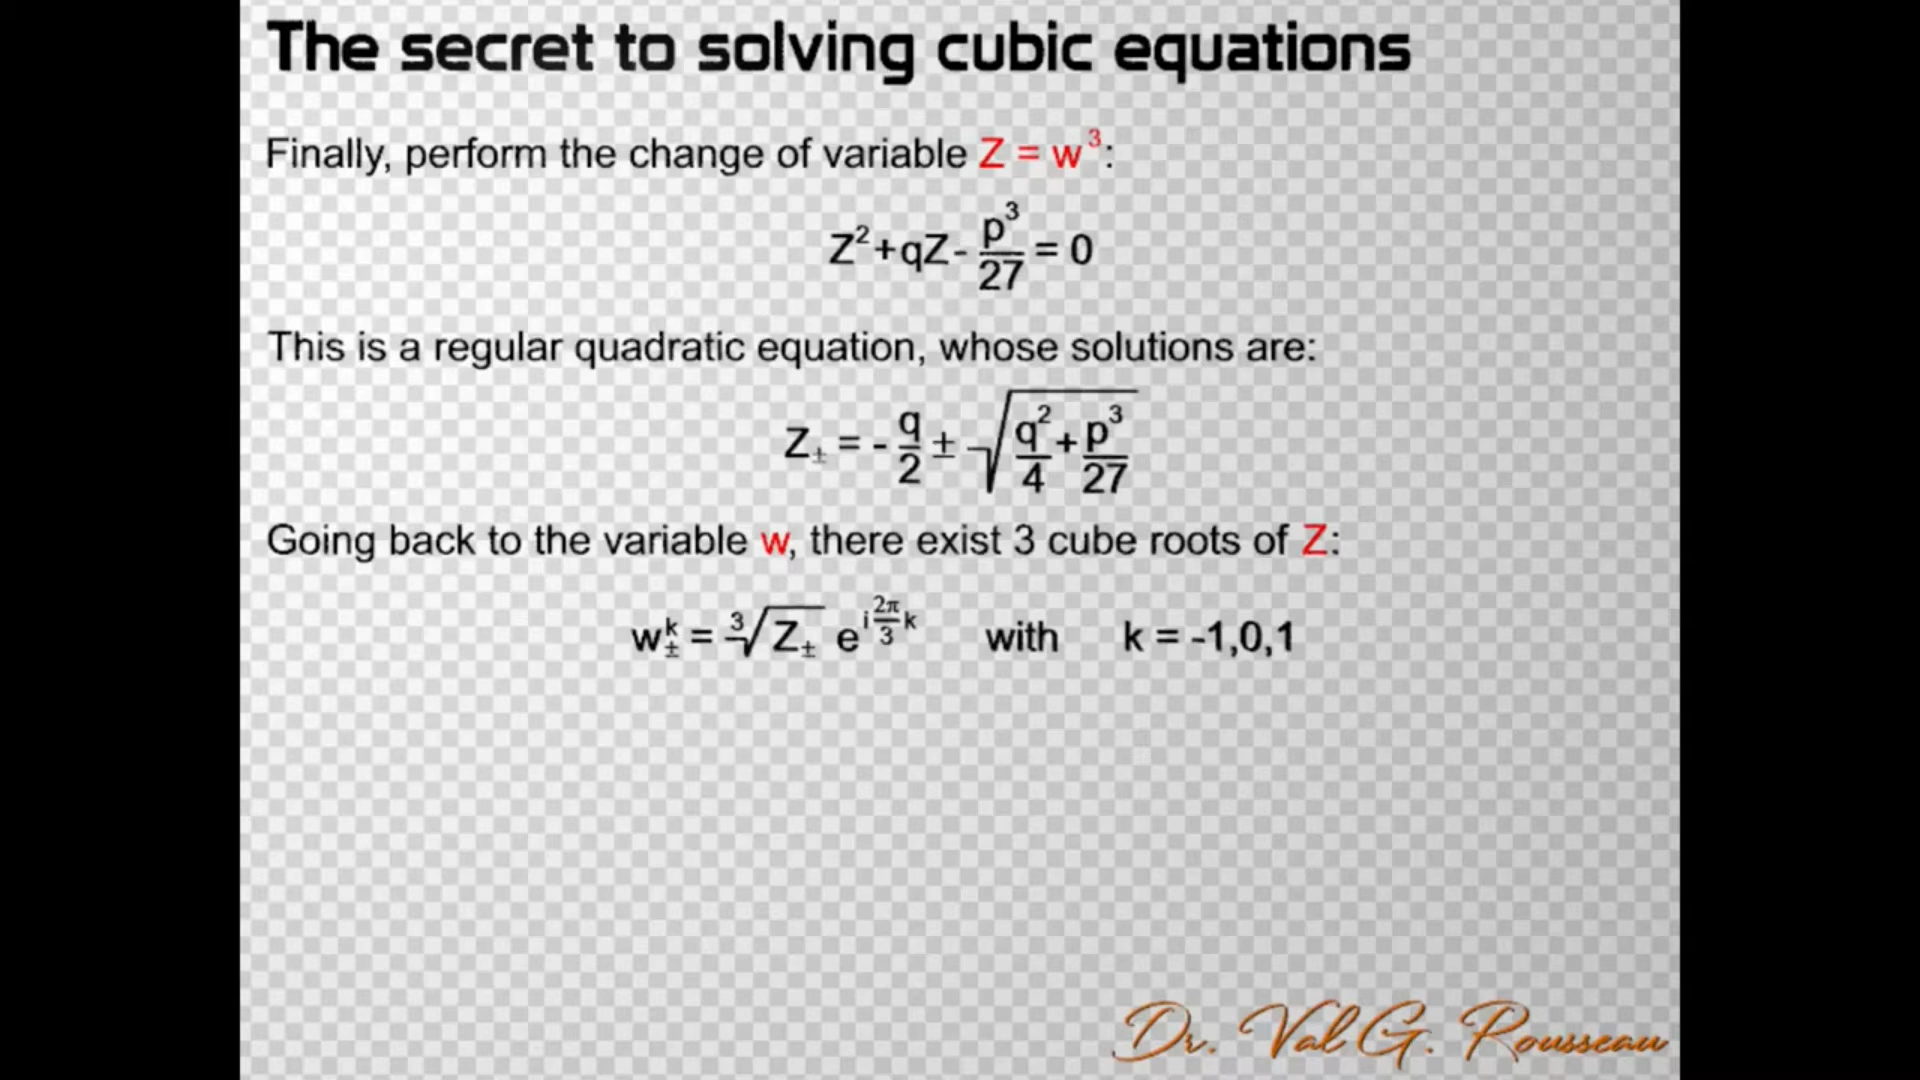 The secret to solving cubic equations
Finally, perform the change of variable Z = w³:
Z²+qZ-p³/27 = 0
This is a regular quadratic equation, whose solutions are:
Z± = -q/2 ± √(q²/4+p³/27)
Going back to the variable w, there exist 3 cube roots of Z:
w±ᵏ = ³√Z± e^(i2π/3 k) with k = -1,0,1
Dr. Val G. Rousseau